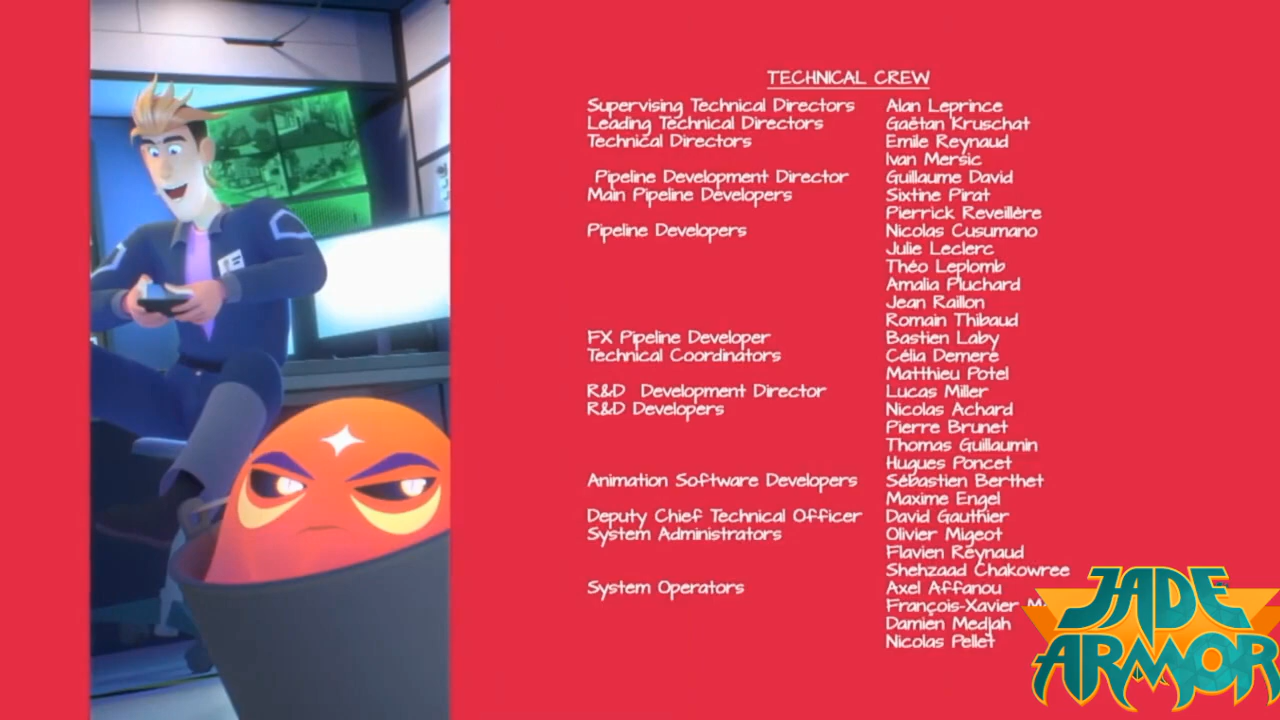 TECHNICAL CREW
Supervising Technical Directors Alan Leprince
Leading Technical Directors Gaëtan Kruschat
Technical Directors Emile Reynaud
Ivan Mersic
Pipeline Development Director Guillaume David
Main Pipeline Developers Sixtine Pirat
Pierrick Reveillère
Pipeline Developers Nicolas Cusumano
Julie Leclerc
Théo Leplomb
Amalia Pluchard
Jean Raillon
Romain Thibaud
FX Pipeline Developer Bastien Laby
Technical Coordinators Célia Demere
Matthieu Potel
R&D Development Director Lucas Miller
R&D Developers Nicolas Achard
Pierre Brunet
Thomas Guillaumin
Hugues Poncet
Animation Software Developers Sébastien Berthet
Maxime Engel
Deputy Chief Technical Officer David Gauthier
System Administrators Olivier Migeot
Flavien Reynaud
Shehzaad Chakowree
System Operators Axel Affanou
François-Xavier
Damien Medjah
Nicolas Pellet
JADE
ARMOR